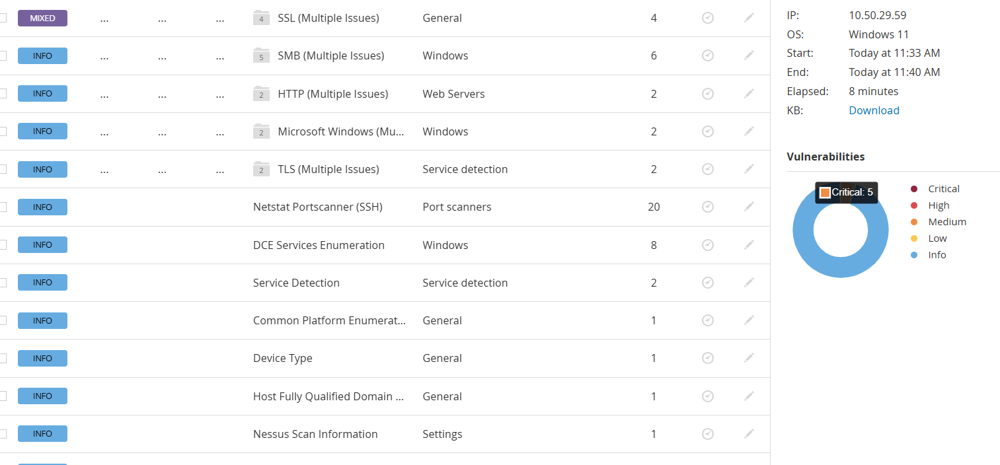 MIXED ... ... ... 4 SSL (Multiple Issues) General 4
INFO ... ... ... 5 SMB (Multiple Issues) Windows 6
INFO ... ... ... 2 HTTP (Multiple Issues) Web Servers 2
INFO ... ... ... 2 Microsoft Windows (Mu... Windows 2
INFO ... ... ... 2 TLS (Multiple Issues) Service detection 2
INFO Netstat Portscanner (SSH) Port scanners 20
INFO DCE Services Enumeration Windows 8
INFO Service Detection Service detection 2
INFO Common Platform Enumerat... General 1
INFO Device Type General 1
INFO Host Fully Qualified Domain ... General 1
INFO Nessus Scan Information Settings 1
IP: 10.50.29.59
OS: Windows 11
Start: Today at 11:33 AM
End: Today at 11:40 AM
Elapsed: 8 minutes
KB: Download
Vulnerabilities
Critical: 5
Critical
High
Medium
Low
Info